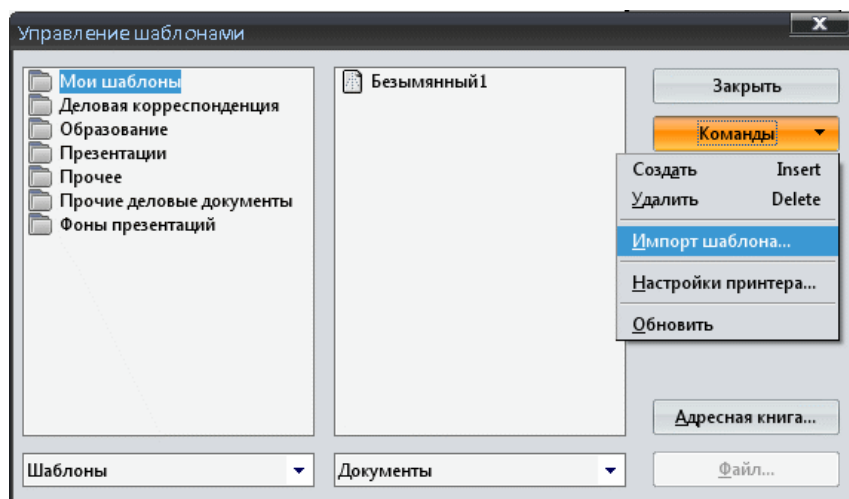 Управление шаблонами
X
Мои шаблоны
Деловая корреспонденция
Образование
Презентации
Прочее
Прочие деловые документы
Фоны презентаций
Безымянный1
Закрыть
Команды
Создать Insert
Удалить Delete
Импорт шаблона...
Настройки принтера...
Обновить
Адресная книга...
Шаблоны
Документы
Файл...